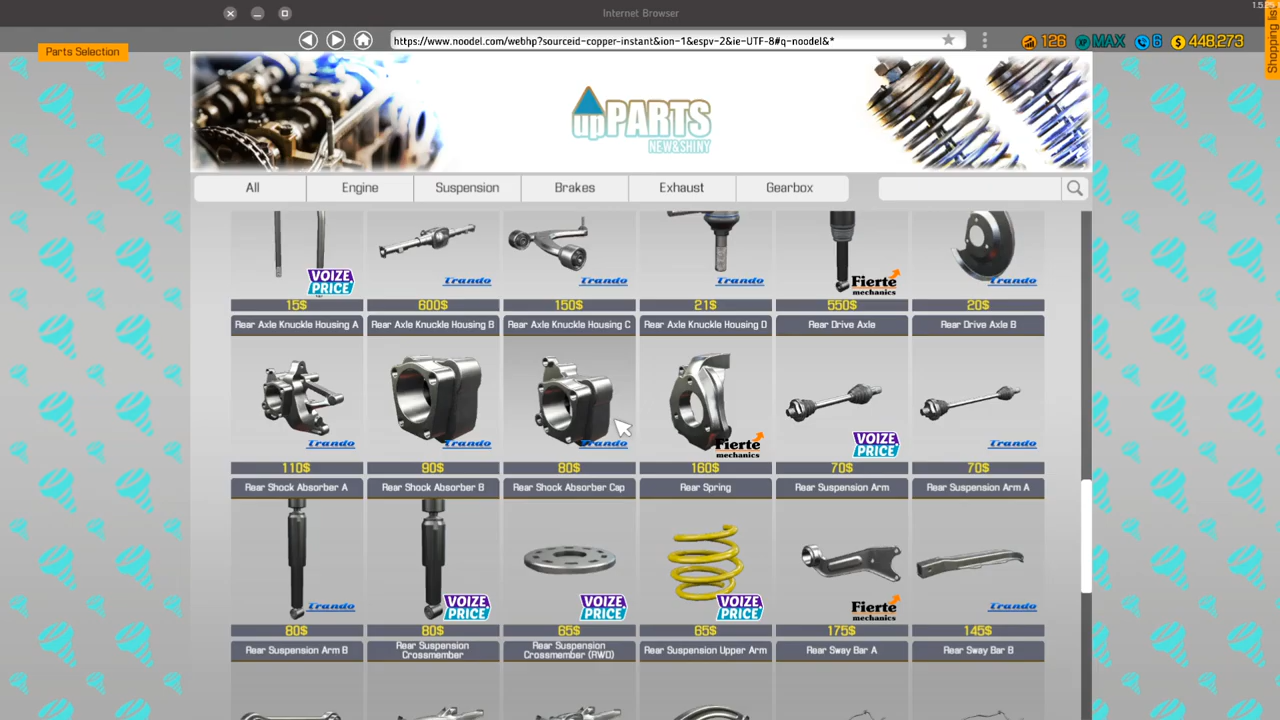 Internet Browser
1.5.
Parts Selection
https://www.noodel.com/webhp?sourceid-copper-instant&ion-1&espv-2&ie-UTF-8#q-noodel&*
126
XP MAX
6
$ 448,273
Shopping list
upPARTS
NEW&SHINY
All
Engine
Suspension
Brakes
Exhaust
Gearbox
VOIZE PRICE
Trando
Trando
Trando
Fierte mechanics
Trando
15$
600$
150$
21$
550$
20$
Rear Axle Knuckle Housing A
Rear Axle Knuckle Housing B
Rear Axle Knuckle Housing C
Rear Axle Knuckle Housing D
Rear Drive Axle
Rear Drive Axle B
Trando
Trando
Trando
Fierte mechanics
VOIZE PRICE
Trando
110$
90$
80$
160$
70$
70$
Rear Shock Absorber A
Rear Shock Absorber B
Rear Shock Absorber Cap
Rear Spring
Rear Suspension Arm
Rear Suspension Arm A
Trando
VOIZE PRICE
VOIZE PRICE
VOIZE PRICE
Fierte mechanics
Trando
80$
80$
65$
65$
175$
145$
Rear Suspension Arm B
Rear Suspension Crossmember
Rear Suspension Crossmember (RWD)
Rear Suspension Upper Arm
Rear Sway Bar A
Rear Sway Bar B